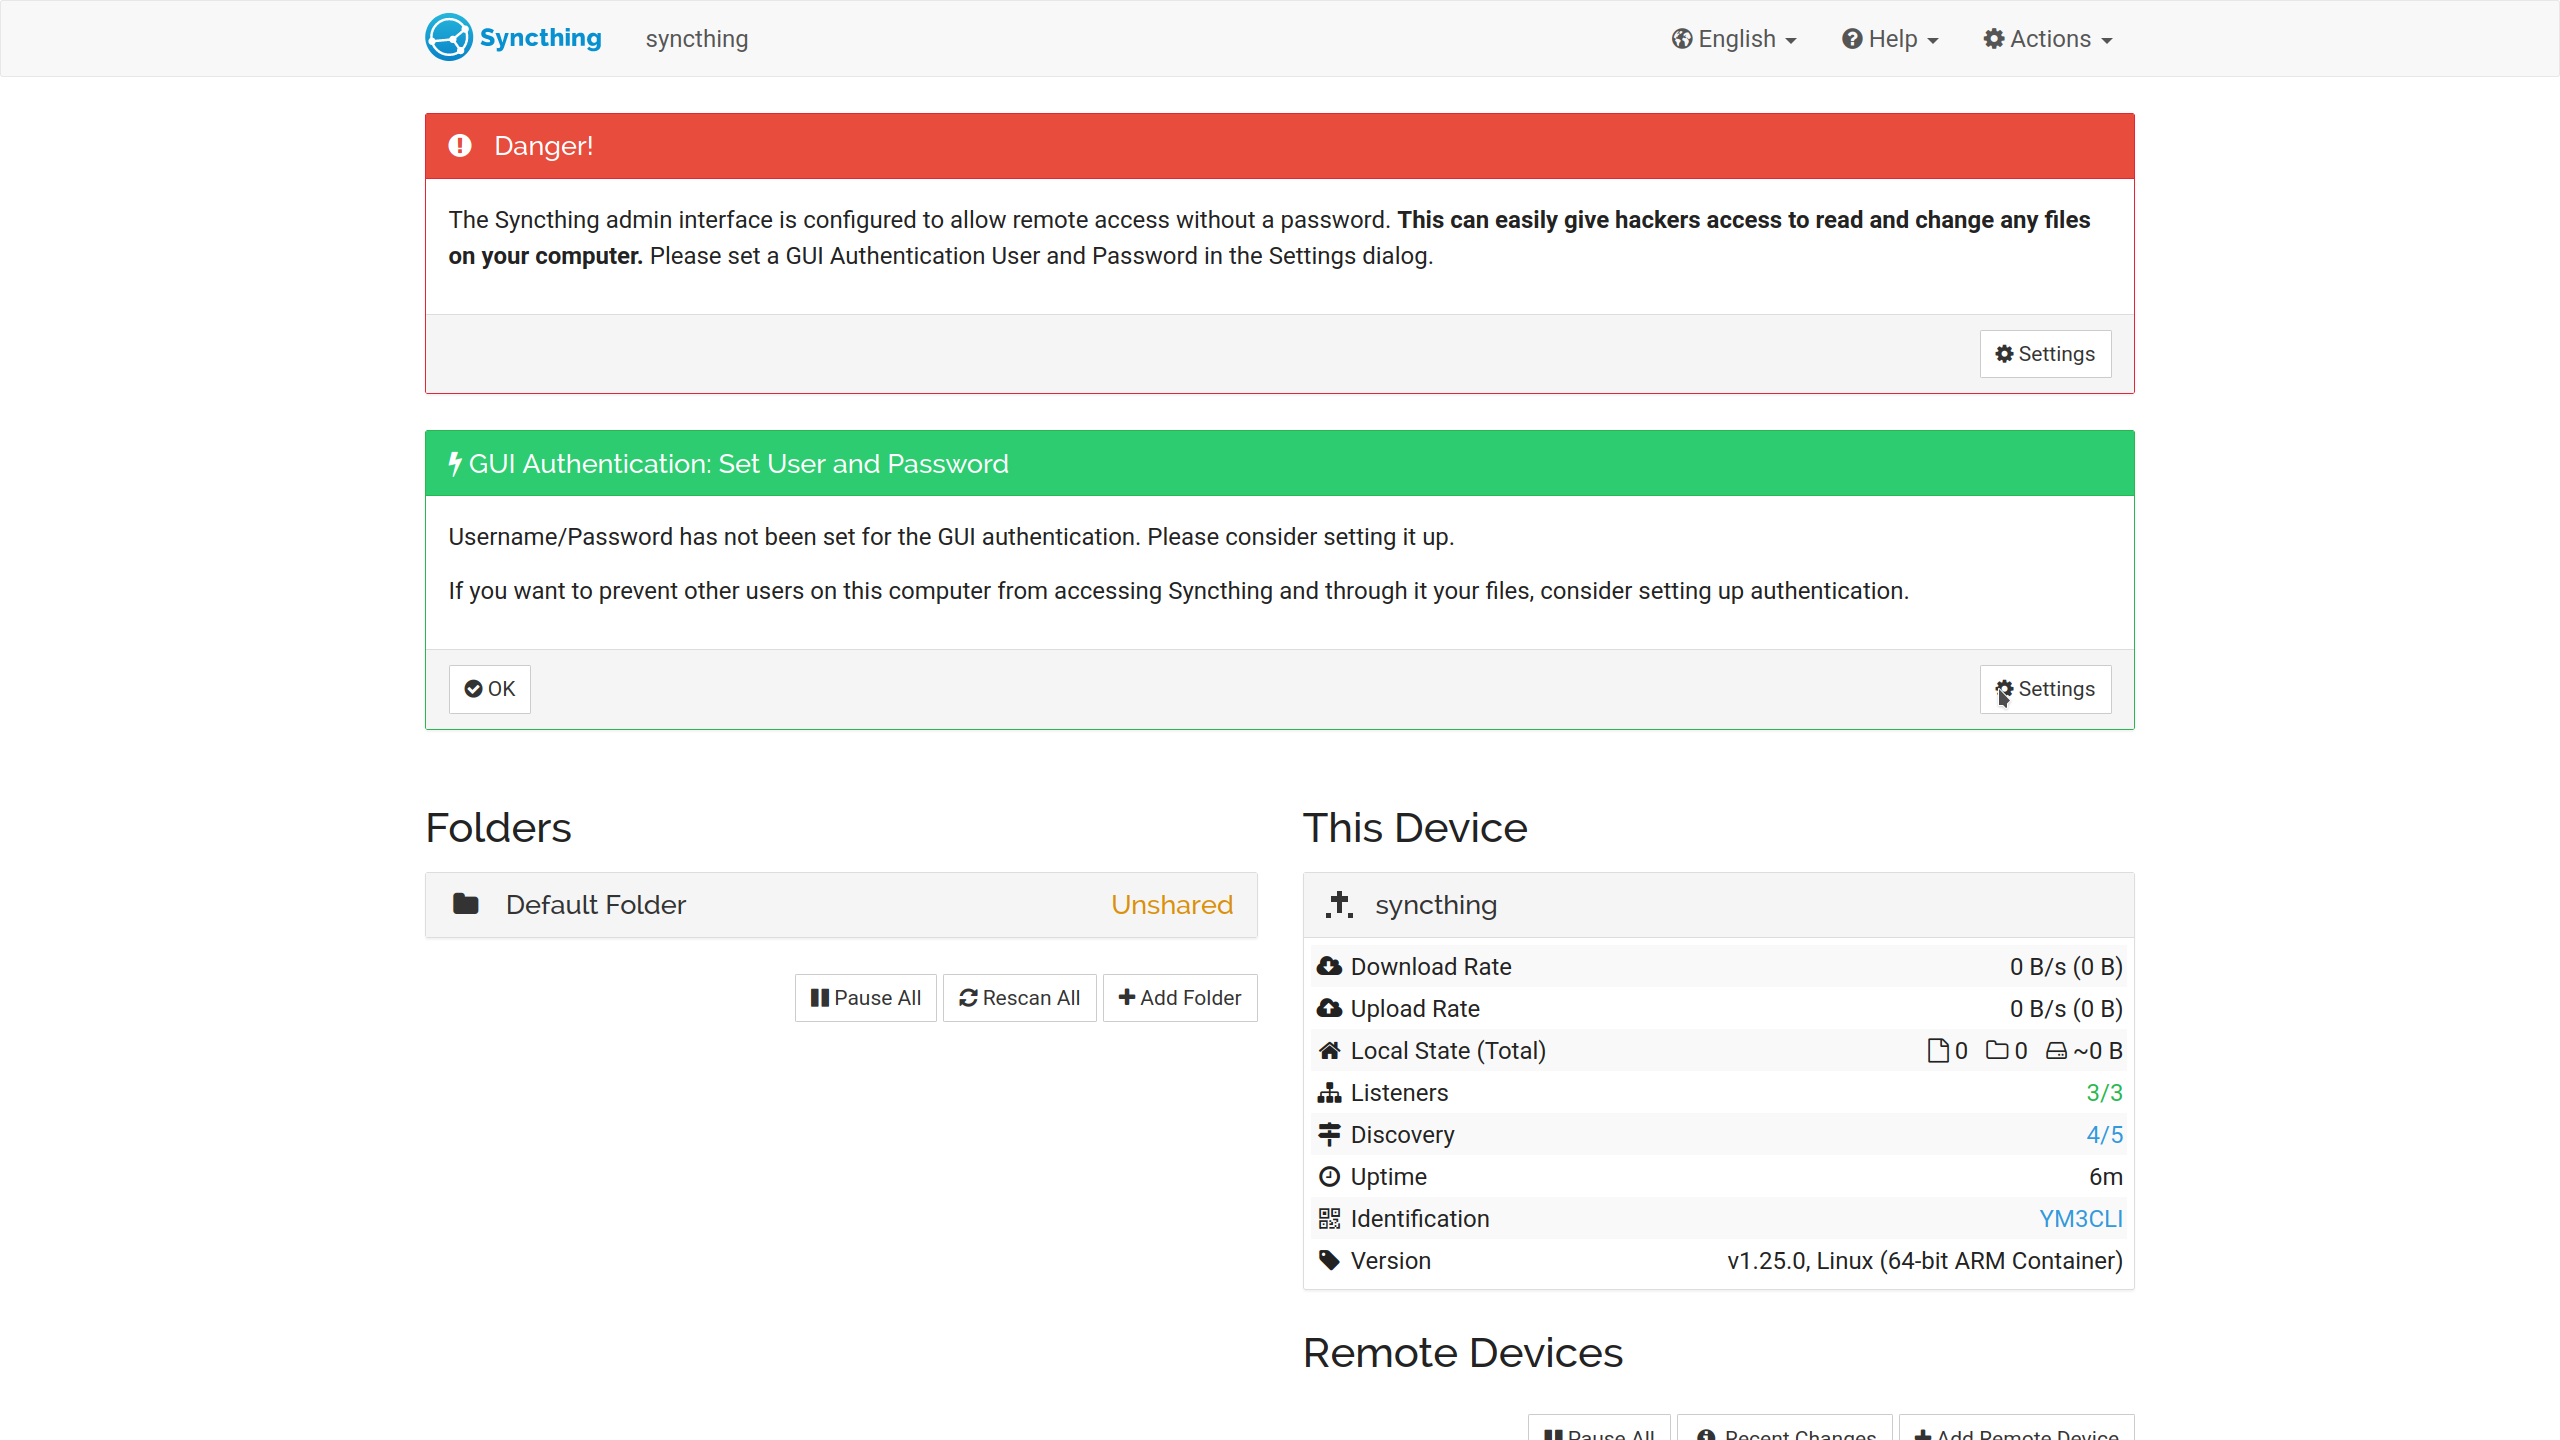 Syncthing syncthing English Help Actions
Danger!
The Syncthing admin interface is configured to allow remote access without a password. This can easily give hackers access to read and change any files
on your computer. Please set a GUI Authentication User and Password in the Settings dialog.
Settings
GUI Authentication: Set User and Password
Username/Password has not been set for the GUI authentication. Please consider setting it up.
If you want to prevent other users on this computer from accessing Syncthing and through it your files, consider setting up authentication.
OK Settings
Folders
Default Folder Unshared
Pause All Rescan All Add Folder
This Device
syncthing
Download Rate 0 B/s (0 B)
Upload Rate 0 B/s (0 B)
Local State (Total) 0 0 ~0 B
Listeners 3/3
Discovery 4/5
Uptime 6m
Identification YM3CLI
Version v1.25.0, Linux (64-bit ARM Container)
Remote Devices
Pause All Recent Changes Add Remote Device